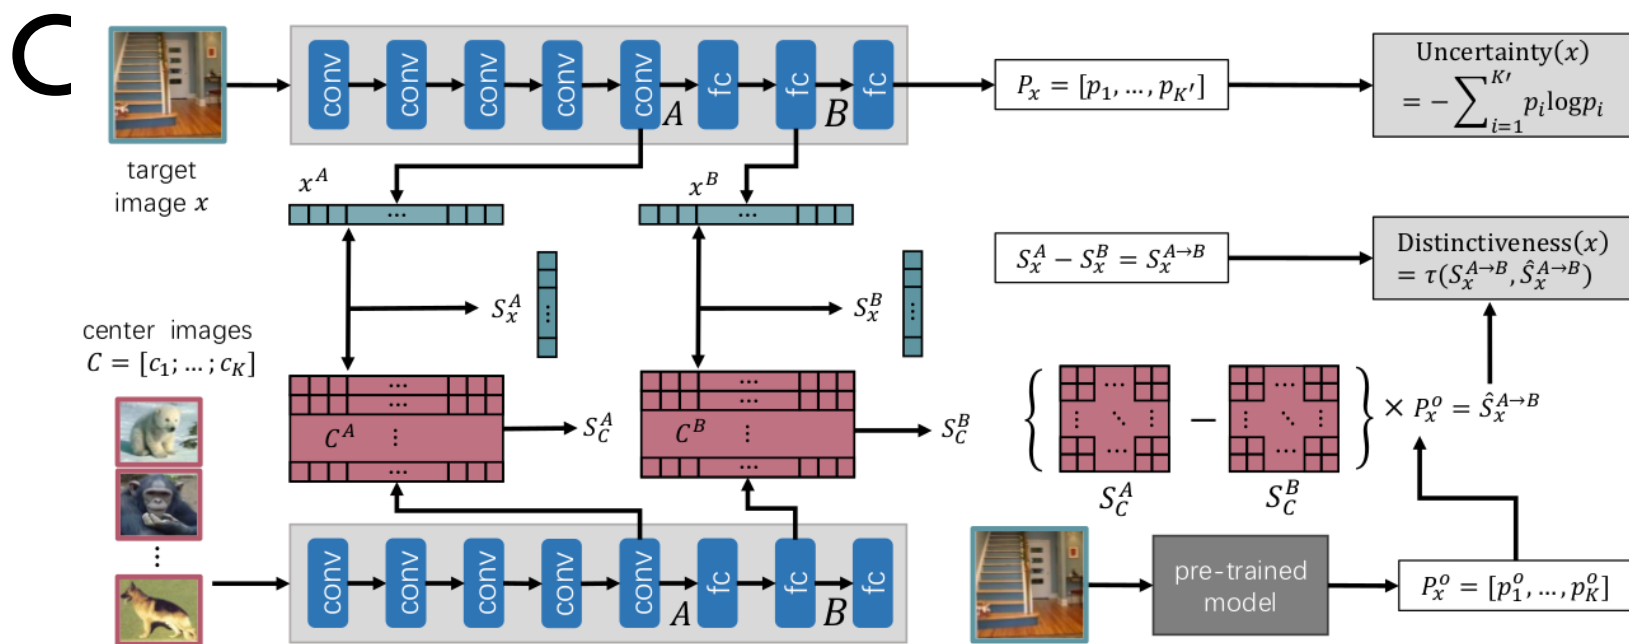 C
conv conv conv conv conv A fc fc B fc
P_x = [p_1, ..., p_{K'}]
Uncertainty(x)
= -∑_{i=1}^{K'} p_i log p_i
target
image x
x^A
...
x^B
...
S_x^A
⋮
S_x^B
⋮
S_x^A − S_x^B = S_x^{A→B}
Distinctiveness(x)
= τ(S_x^{A→B}, Ŝ_x^{A→B})
center images
C = [c_1; ... ; c_K]
...
...
C^A ⋮
...
S_C^A
...
...
C^B ⋮
...
S_C^B
{ ... ⋮ ⋱ ⋮ ... − ... ⋮ ⋱ ⋮ ... } × P_x^o = Ŝ_x^{A→B}
S_C^A
S_C^B
⋮
conv conv conv conv conv A fc fc B fc
pre-trained
model
P_x^o = [p_1^o, ..., p_K^o]